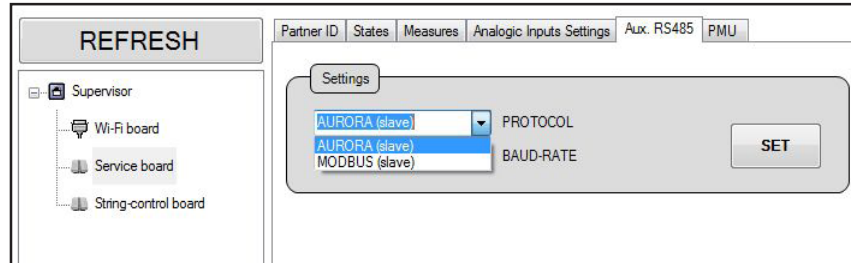 REFRESH
Supervisor
Wi-Fi board
Service board
String-control board
Partner ID States Measures Analogic Inputs Settings Aux. RS485 PMU
Settings
AURORA (slave) PROTOCOL
AURORA (slave)
MODBUS (slave) BAUD-RATE
SET